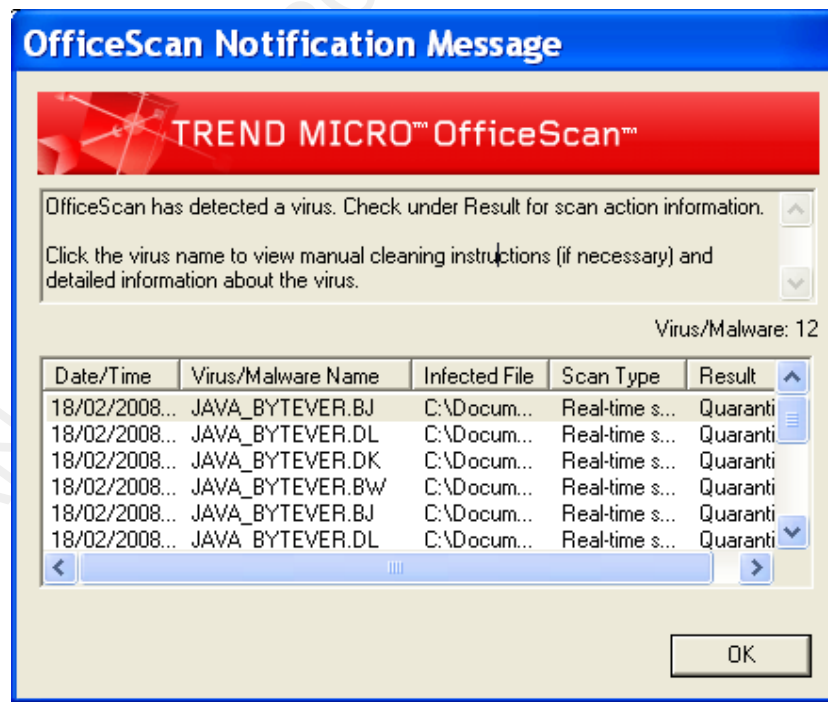 OfficeScan Notification Message
TREND MICRO™ OfficeScan™
OfficeScan has detected a virus. Check under Result for scan action information.
Click the virus name to view manual cleaning instructions (if necessary) and
detailed information about the virus.
Virus/Malware: 12
Date/Time Virus/Malware Name Infected File Scan Type Result
18/02/2008... JAVA_BYTEVER.BJ C:\Docum... Real-time s... Quaranti
18/02/2008... JAVA_BYTEVER.DL C:\Docum... Real-time s... Quaranti
18/02/2008... JAVA_BYTEVER.DK C:\Docum... Real-time s... Quaranti
18/02/2008... JAVA_BYTEVER.BW C:\Docum... Real-time s... Quaranti
18/02/2008... JAVA_BYTEVER.BJ C:\Docum... Real-time s... Quaranti
18/02/2008... JAVA_BYTEVER.DL C:\Docum... Real-time s... Quaranti
OK